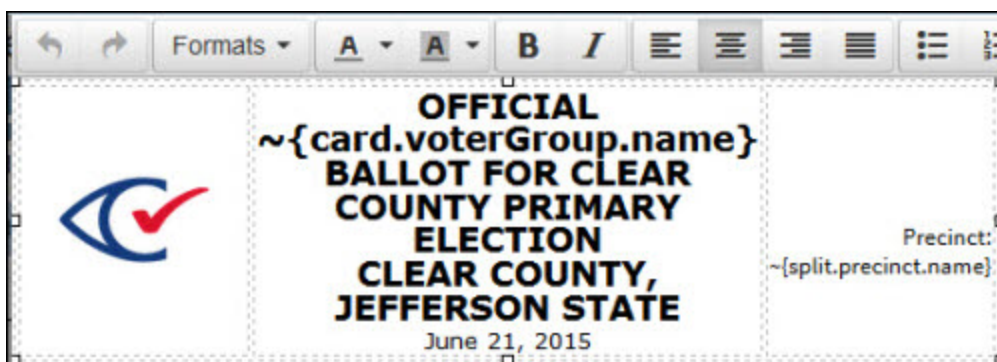 Formats
A
A
B
I
OFFICIAL
~{card.voterGroup.name}
BALLOT FOR CLEAR
COUNTY PRIMARY
ELECTION
CLEAR COUNTY,
JEFFERSON STATE
June 21, 2015
Precinct:
~{split.precinct.name}